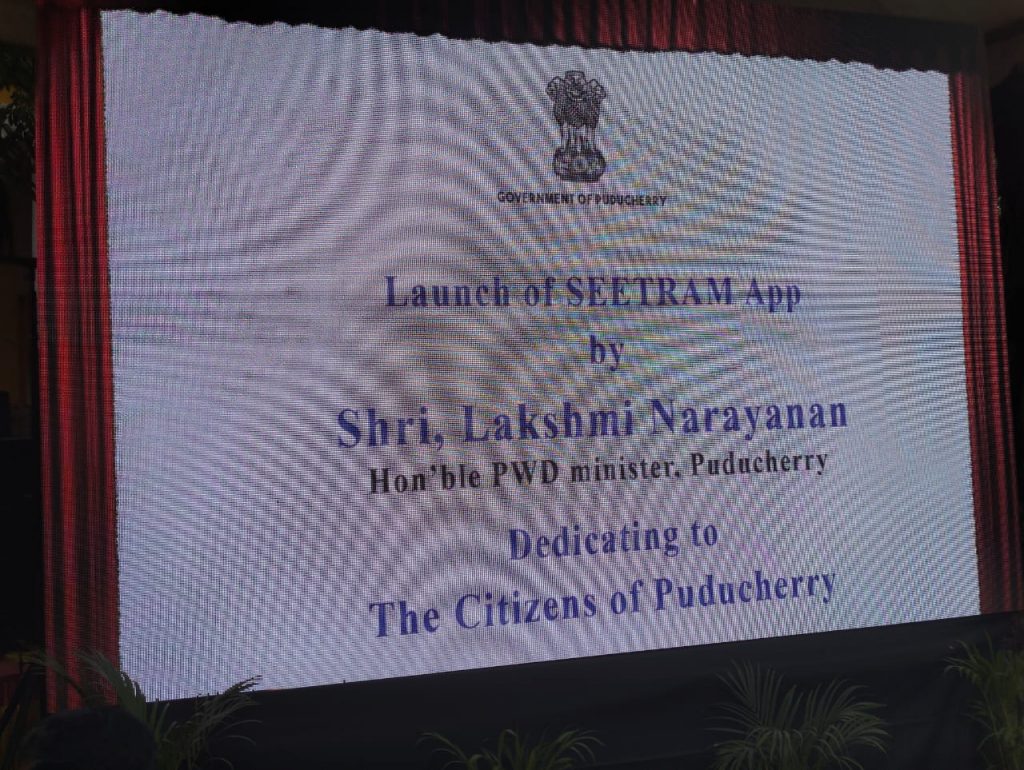 GOVERNMENT OF PUDUCHERRY
Launch of SEETRAM App
by
Shri, Lakshmi Narayanan
Hon'ble PWD minister, Puducherry
Dedicating to
The Citizens of Puducherry